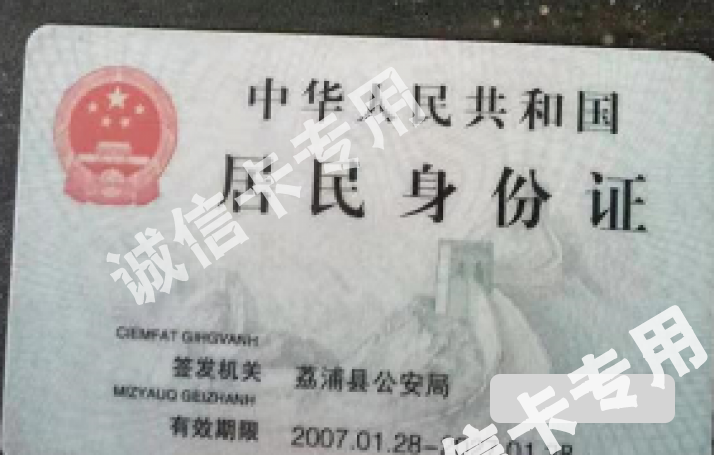 中华人民共和国
居民身份证
诚信卡专用
CIEMFAT GIHGVANH
签发机关 荔浦县公安局
MIZYAUQ GEIZHANH
有效期限 2007.01.28-
信卡专用